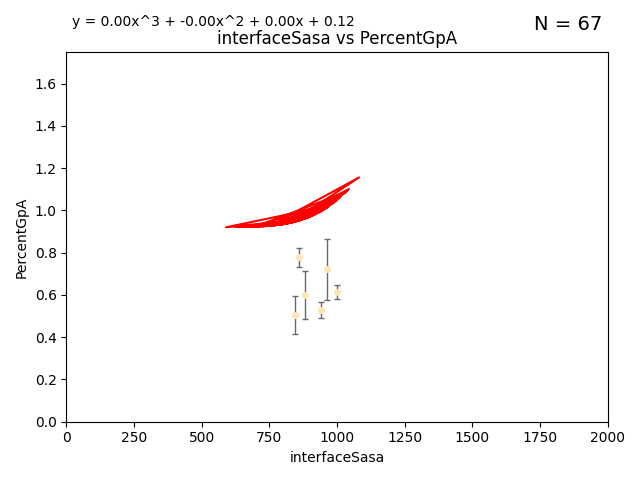 y = 0.00x^3 + -0.00x^2 + 0.00x + 0.12
N = 67
interfaceSasa vs PercentGpA
PercentGpA
1.6
1.4
1.2
1.0
0.8
0.6
0.4
0.2
0.0
0 250 500 750 1000 1250 1500 1750 2000
interfaceSasa